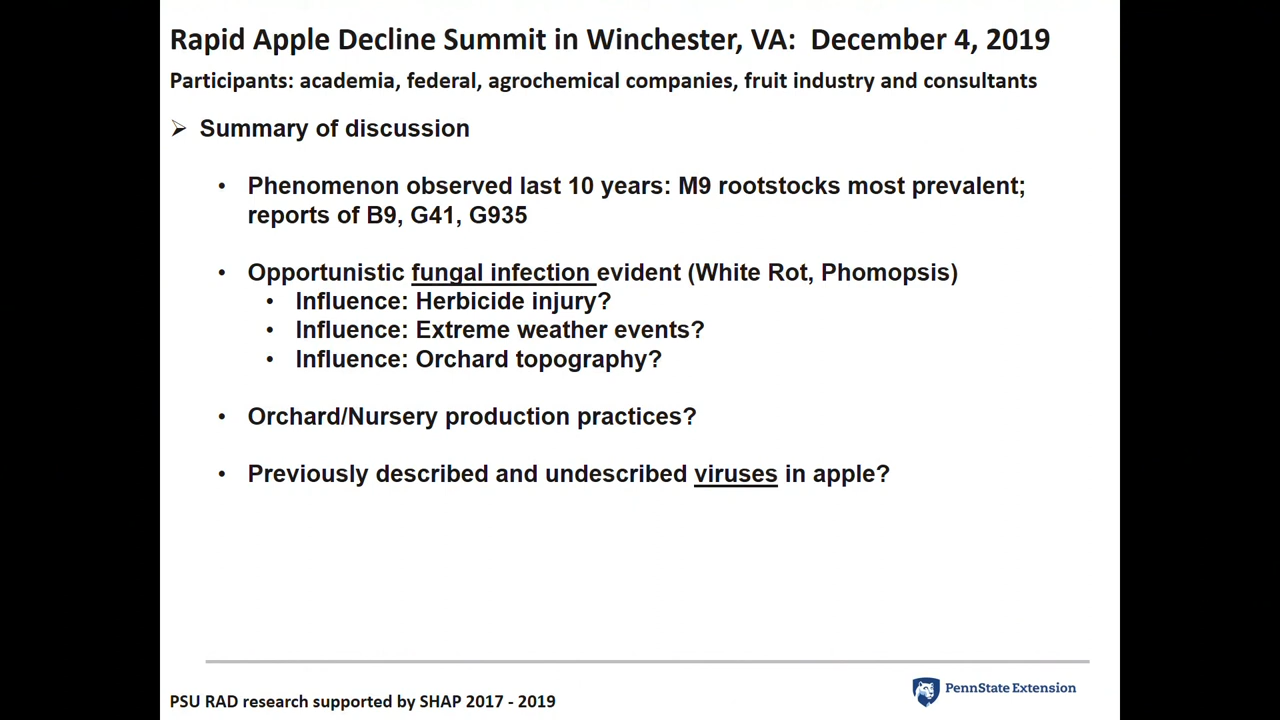 Rapid Apple Decline Summit in Winchester, VA: December 4, 2019
Participants: academia, federal, agrochemical companies, fruit industry and consultants
➢ Summary of discussion
• Phenomenon observed last 10 years: M9 rootstocks most prevalent;
reports of B9, G41, G935
• Opportunistic fungal infection evident (White Rot, Phomopsis)
• Influence: Herbicide injury?
• Influence: Extreme weather events?
• Influence: Orchard topography?
• Orchard/Nursery production practices?
• Previously described and undescribed viruses in apple?
PSU RAD research supported by SHAP 2017 - 2019
PennState Extension